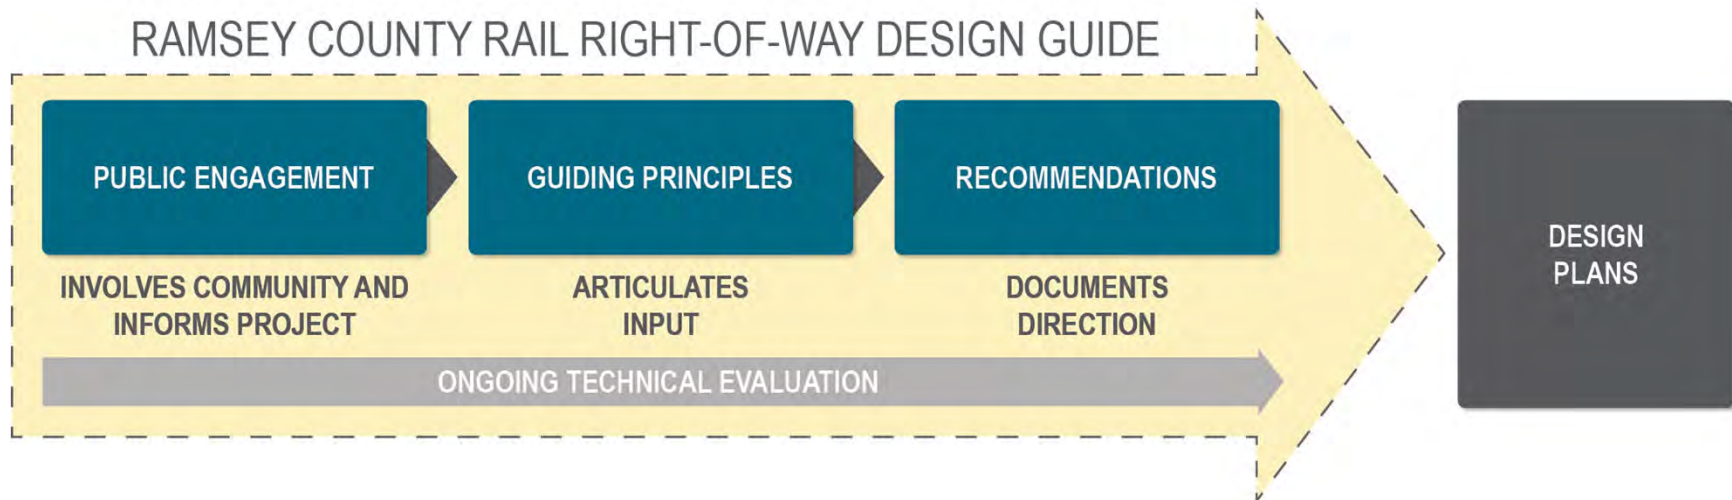 RAMSEY COUNTY RAIL RIGHT-OF-WAY DESIGN GUIDE
PUBLIC ENGAGEMENT
INVOLVES COMMUNITY AND
INFORMS PROJECT
GUIDING PRINCIPLES
ARTICULATES
INPUT
RECOMMENDATIONS
DOCUMENTS
DIRECTION
ONGOING TECHNICAL EVALUATION
DESIGN
PLANS